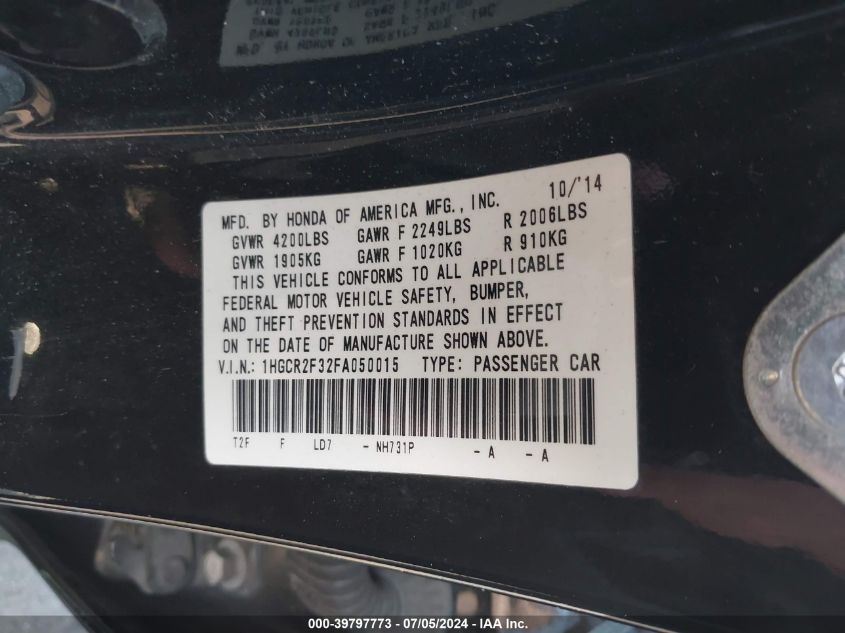 MFD. BY HONDA OF AMERICA MFG., INC. 10/'14
GVWR 4200LBS GAWR F 2249LBS R 2006LBS
GVWR 1905KG GAWR F 1020KG R 910KG
THIS VEHICLE CONFORMS TO ALL APPLICABLE
FEDERAL MOTOR VEHICLE SAFETY, BUMPER,
AND THEFT PREVENTION STANDARDS IN EFFECT
ON THE DATE OF MANUFACTURE SHOWN ABOVE.
V.I.N.: 1HGCR2F32FA050015 TYPE: PASSENGER CAR
T2F F LD7 - NH731P - A - A
000-39797773 - 07/05/2024 - IAA Inc.